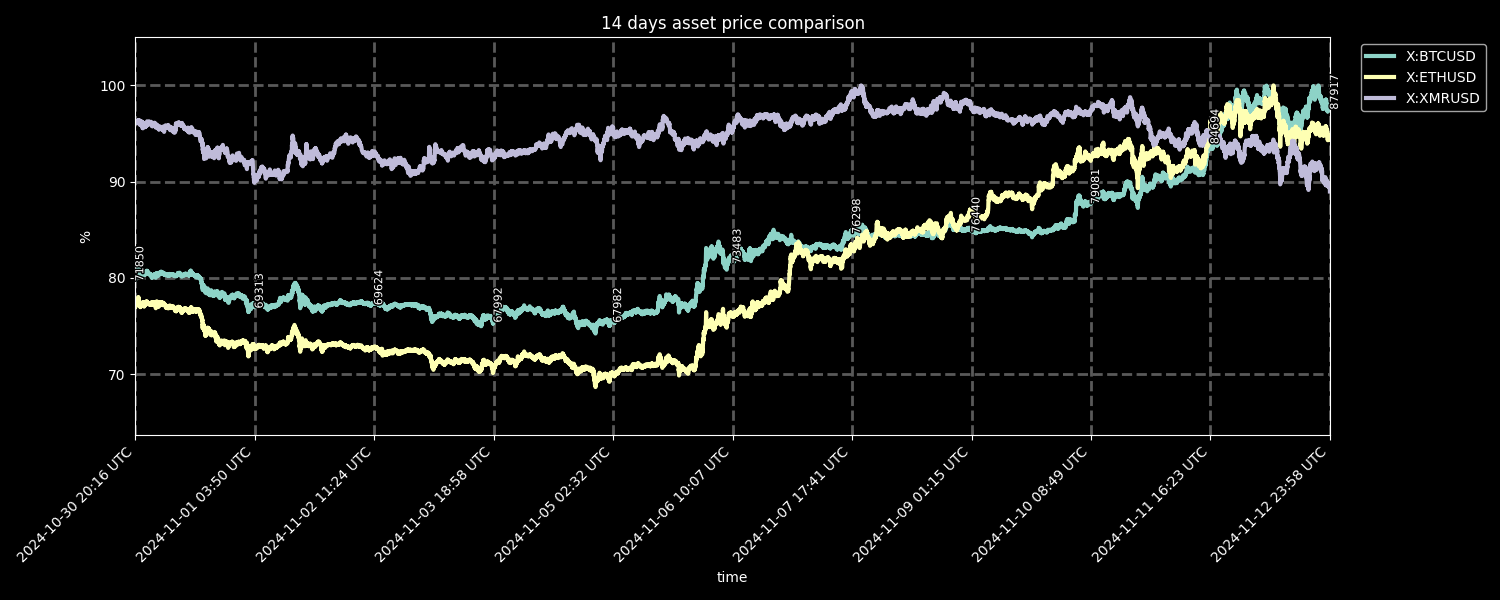 14 days asset price comparison
X:BTCUSD
X:ETHUSD
X:XMRUSD
%
100
90
80
70
71850
69313
69624
67992
67982
73483
76298
76440
79081
84694
87917
2024-10-30 20:16 UTC
2024-11-01 03:50 UTC
2024-11-02 11:24 UTC
2024-11-03 18:58 UTC
2024-11-05 02:32 UTC
2024-11-06 10:07 UTC
2024-11-07 17:41 UTC
2024-11-09 01:15 UTC
2024-11-10 08:49 UTC
2024-11-11 16:23 UTC
2024-11-12 23:58 UTC
time